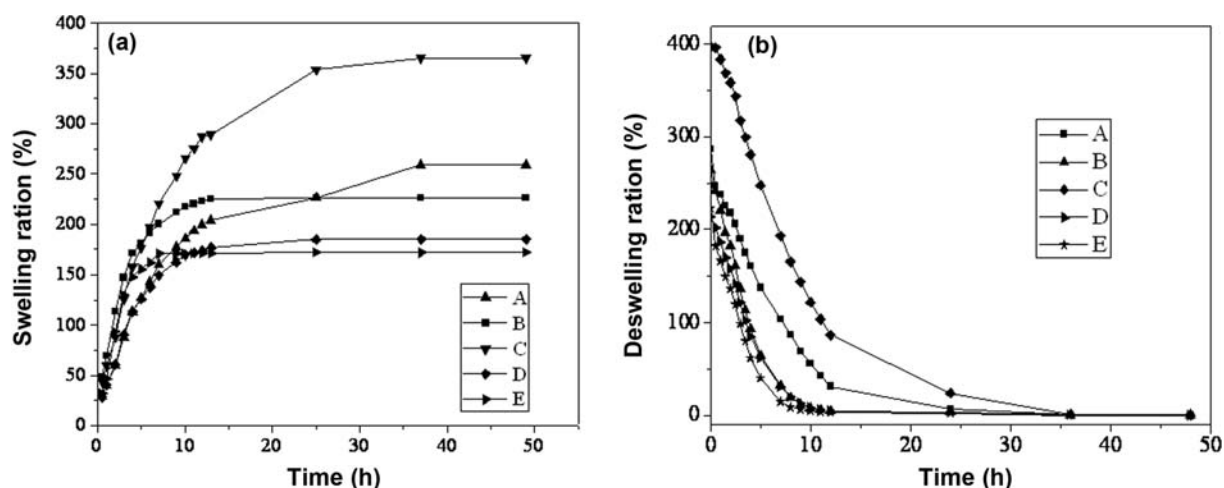 (a)
Swelling ration (%)
400
350
300
250
200
150
100
50
0
0 10 20 30 40 50
Time (h)
A
B
C
D
E
(b)
Deswelling ration (%)
400
300
200
100
0
0 10 20 30 40 50
Time (h)
A
B
C
D
E